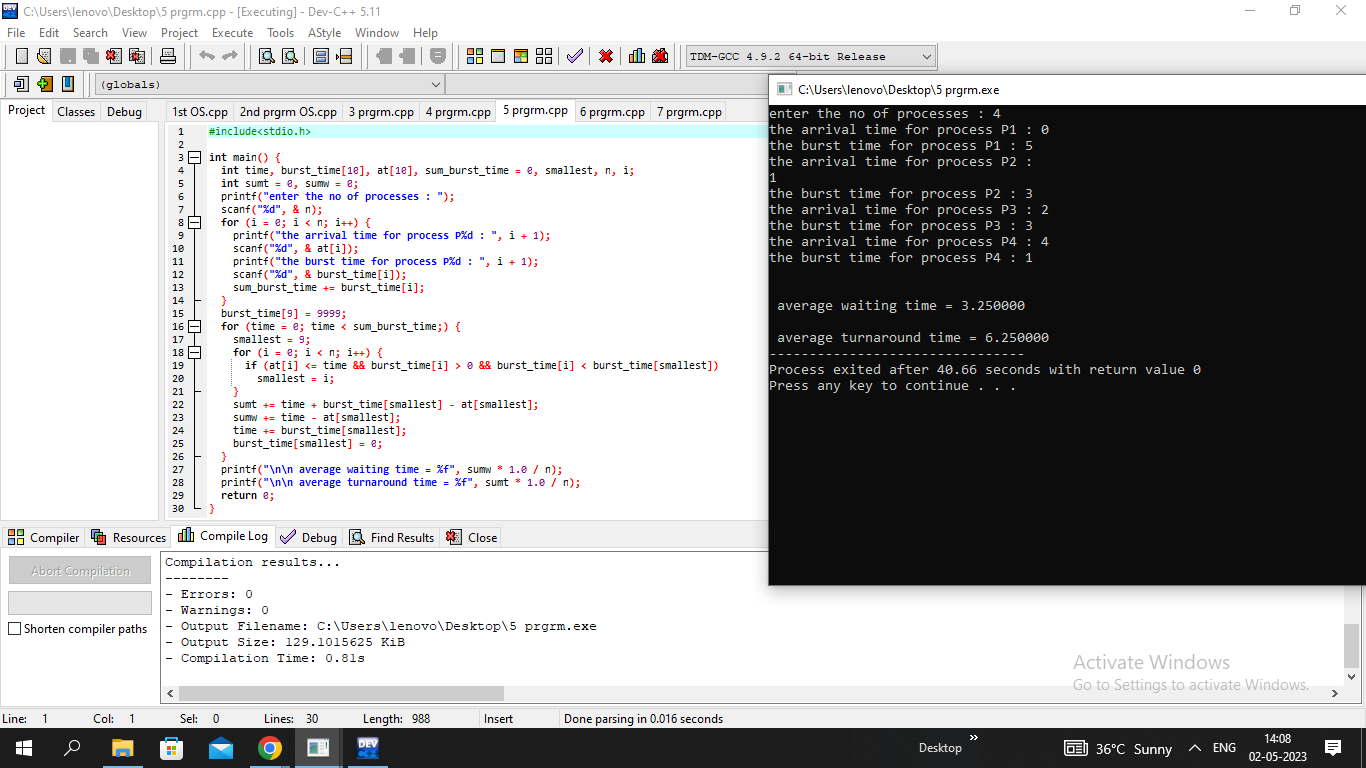 C:\Users\lenovo\Desktop\5 prgrm.cpp - [Executing] - Dev-C++ 5.11
File Edit Search View Project Execute Tools AStyle Window Help
TDM-GCC 4.9.2 64-bit Release
(globals)
Project Classes Debug
1st OS.cpp 2nd prgrm OS.cpp 3 prgrm.cpp 4 prgrm.cpp 5 prgrm.cpp 6 prgrm.cpp 7 prgrm.cpp
1 #include<stdio.h>
2
3 int main() {
4 int time, burst_time[10], at[10], sum_burst_time = 0, smallest, n, i;
5 int sumt = 0, sumw = 0;
6 printf("enter the no of processes : ");
7 scanf("%d", & n);
8 for (i = 0; i < n; i++) {
9 printf("the arrival time for process P%d : ", i + 1);
10 scanf("%d", & at[i]);
11 printf("the burst time for process P%d : ", i + 1);
12 scanf("%d", & burst_time[i]);
13 sum_burst_time += burst_time[i];
14 }
15 burst_time[9] = 9999;
16 for (time = 0; time < sum_burst_time;) {
17 smallest = 9;
18 for (i = 0; i < n; i++) {
19 if (at[i] <= time && burst_time[i] > 0 && burst_time[i] < burst_time[smallest])
20 smallest = i;
21 }
22 sumt += time + burst_time[smallest] - at[smallest];
23 sumw += time - at[smallest];
24 time += burst_time[smallest];
25 burst_time[smallest] = 0;
26 }
27 printf("\n\n average waiting time = %f", sumw * 1.0 / n);
28 printf("\n\n average turnaround time = %f", sumt * 1.0 / n);
29 return 0;
30 }
C:\Users\lenovo\Desktop\5 prgrm.exe
enter the no of processes : 4
the arrival time for process P1 : 0
the burst time for process P1 : 5
the arrival time for process P2 :
1
the burst time for process P2 : 3
the arrival time for process P3 : 2
the burst time for process P3 : 3
the arrival time for process P4 : 4
the burst time for process P4 : 1
average waiting time = 3.250000
average turnaround time = 6.250000
--------------------------------
Process exited after 40.66 seconds with return value 0
Press any key to continue . . .
Compiler Resources Compile Log Debug Find Results Close
Abort Compilation
Shorten compiler paths
Compilation results...
--------
- Errors: 0
- Warnings: 0
- Output Filename: C:\Users\lenovo\Desktop\5 prgrm.exe
- Output Size: 129.1015625 KiB
- Compilation Time: 0.81s
Activate Windows
Go to Settings to activate Windows.
Line: 1 Col: 1 Sel: 0 Lines: 30 Length: 988 Insert Done parsing in 0.016 seconds
DEV
Desktop
36°C Sunny
ENG
14:08
02-05-2023